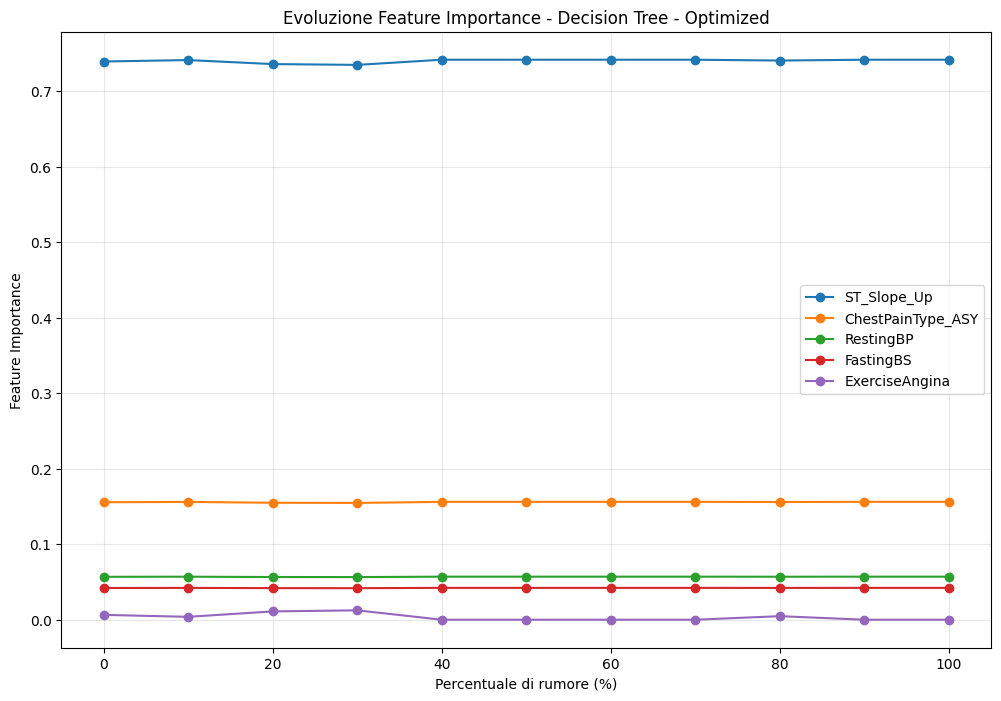 Evoluzione Feature Importance - Decision Tree - Optimized
Feature Importance
0.7
0.6
0.5
0.4
0.3
0.2
0.1
0.0
ST_Slope_Up
ChestPainType_ASY
RestingBP
FastingBS
ExerciseAngina
0
20
40
60
80
100
Percentuale di rumore (%)